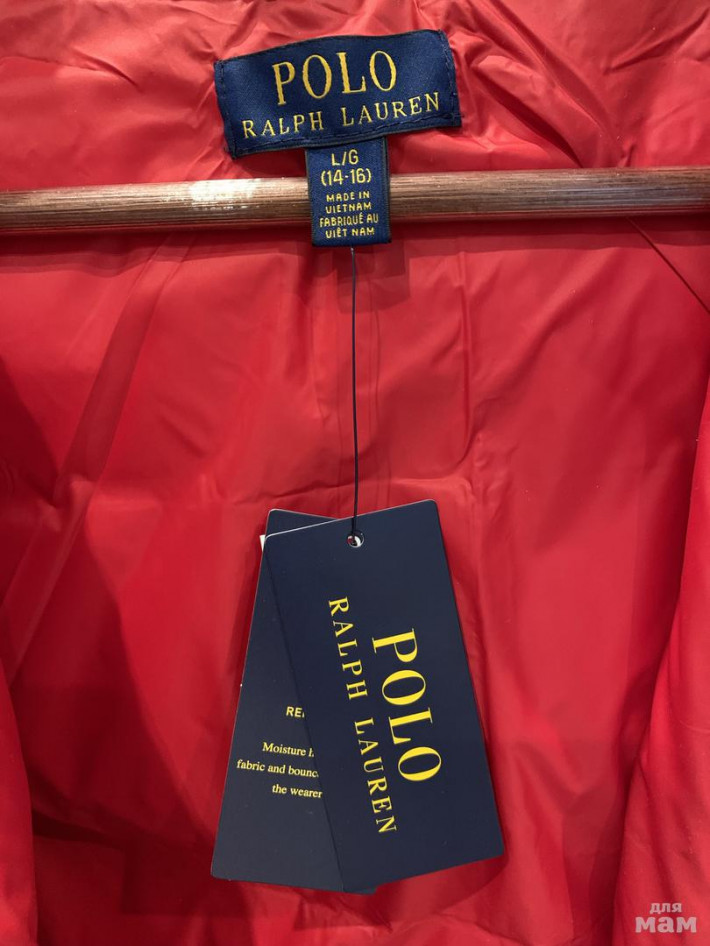 POLO
RALPH LAUREN
L/G
(14-16)
MADE IN
VIETNAM
FABRIQUÉ AU
VIÊT NAM
POLO
RALPH LAUREN
Moisture
fabric and
the wearer
для
мам